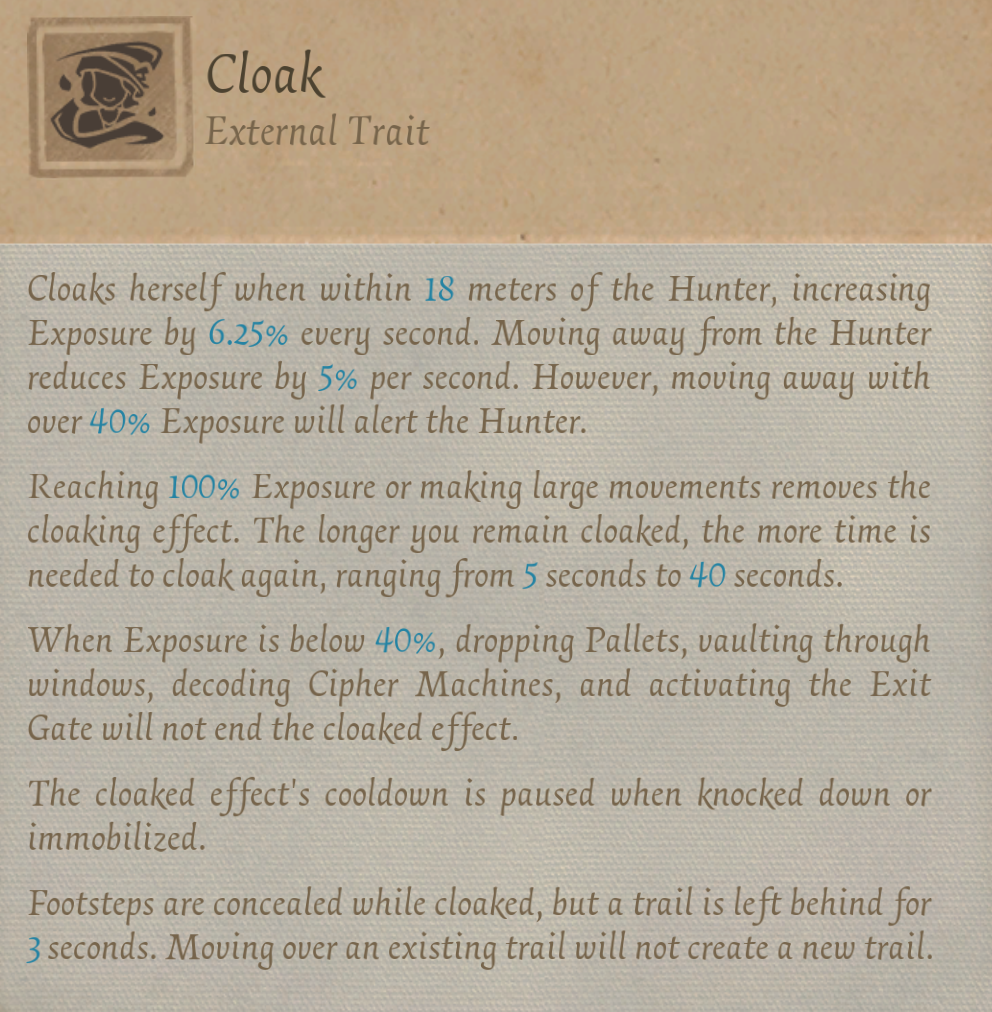 Cloak
External Trait
Cloaks herself when within 18 meters of the Hunter, increasing
Exposure by 6.25% every second. Moving away from the Hunter
reduces Exposure by 5% per second. However, moving away with
over 40% Exposure will alert the Hunter.
Reaching 100% Exposure or making large movements removes the
cloaking effect. The longer you remain cloaked, the more time is
needed to cloak again, ranging from 5 seconds to 40 seconds.
When Exposure is below 40%, dropping Pallets, vaulting through
windows, decoding Cipher Machines, and activating the Exit
Gate will not end the cloaked effect.
The cloaked effect's cooldown is paused when knocked down or
immobilized.
Footsteps are concealed while cloaked, but a trail is left behind for
3 seconds. Moving over an existing trail will not create a new trail.